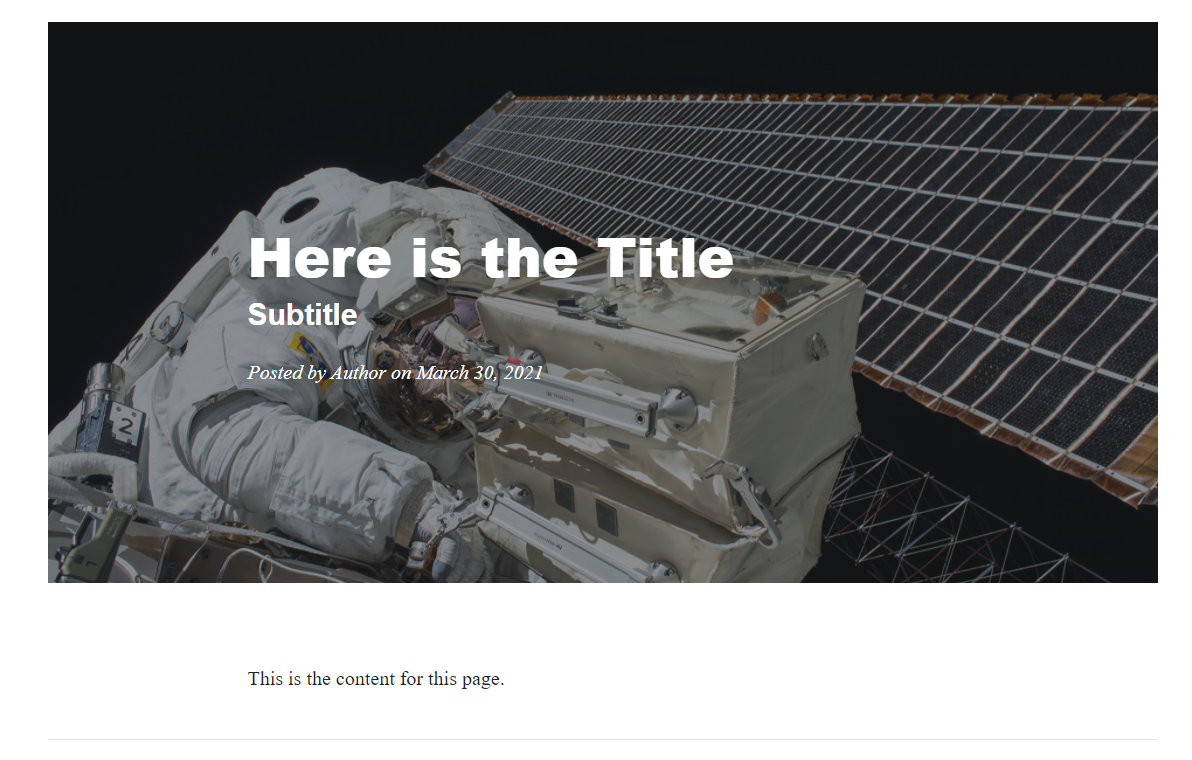 Here is the Title
Subtitle
Posted by Author on March 30, 2021
2
This is the content for this page.